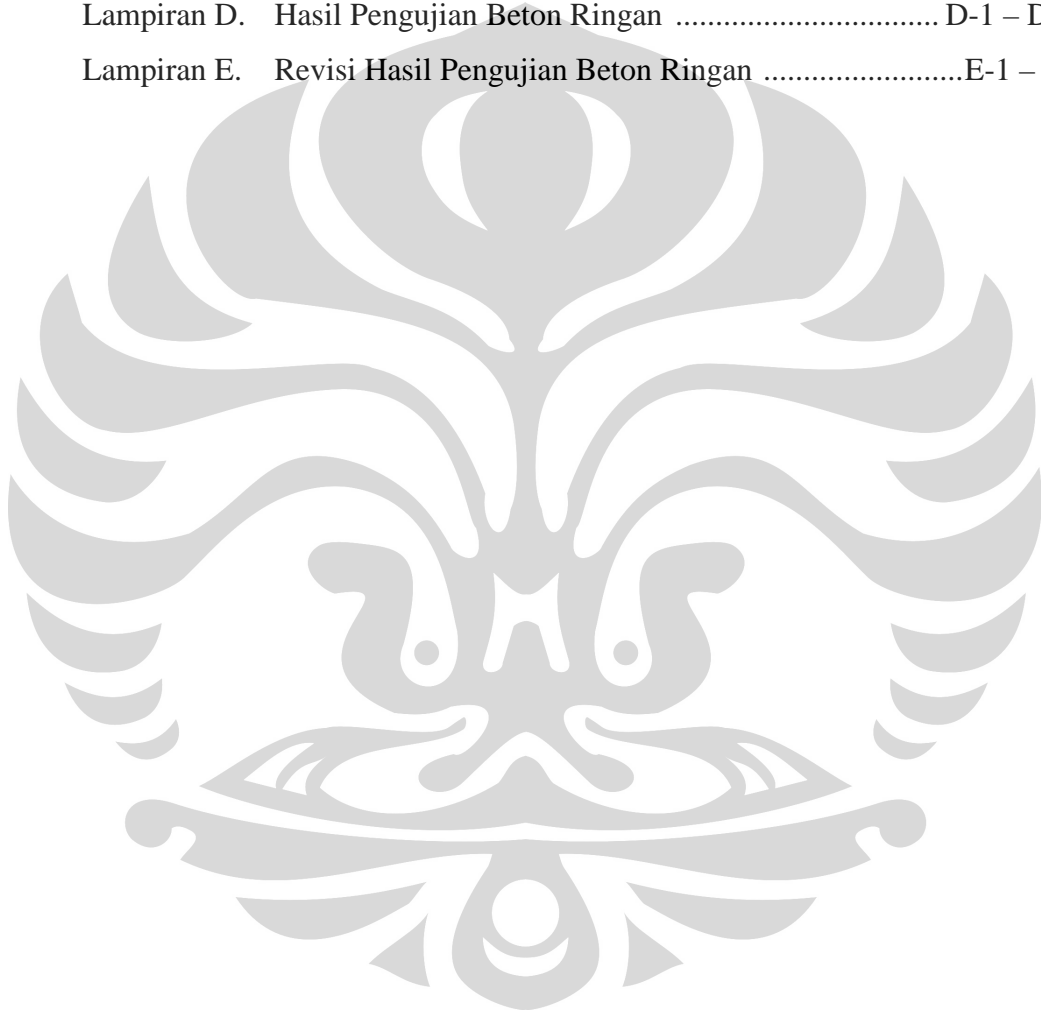 Lampiran D. Hasil Pengujian Beton Ringan ............................... D-1 – D
Lampiran E. Revisi Hasil Pengujian Beton Ringan .........................E-1 –